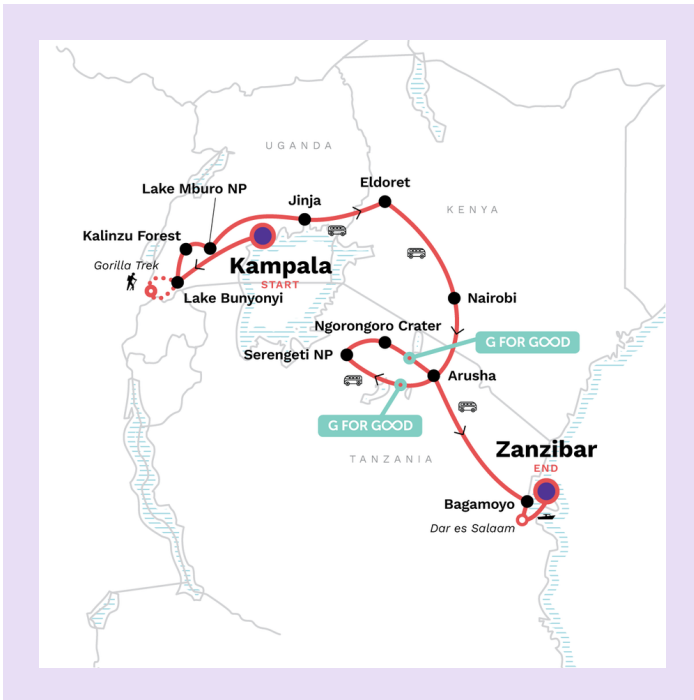 UGANDA
Lake Mburo NP
Eldoret
Jinja
KENYA
Kalinzu Forest
Gorilla Trek
Kampala
START
Lake Bunyonyi
Nairobi
Ngorongoro Crater
G FOR GOOD
Serengeti NP
Arusha
G FOR GOOD
TANZANIA
Zanzibar
END
Bagamoyo
Dar es Salaam